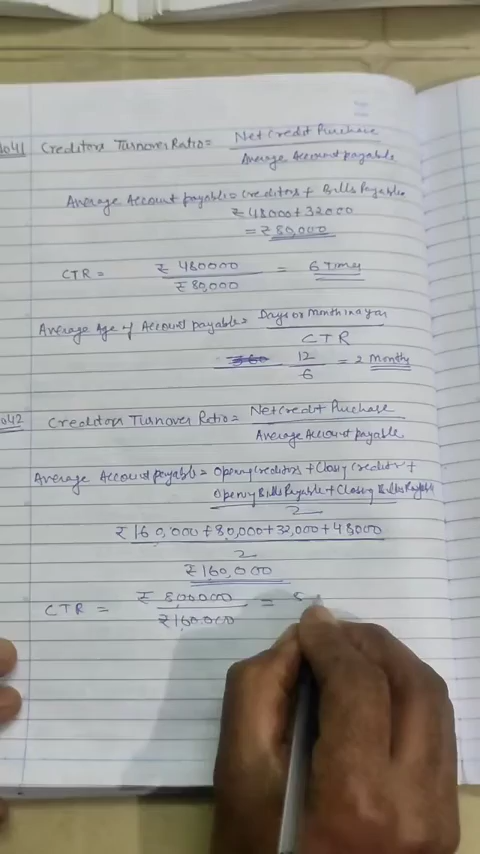 041 Creditors Turnover Ratio = Net Credit Purchase
Average Account payable
Average Account payable = Creditors + Bills Payable
₹48000 + 32000
= ₹80,000
CTR = ₹480000 = 6 Times
₹80,000
Average Age of Account payable = Days or Month in a year
CTR
360 12 = 2 Months
6
042 Creditors Turnover Ratio = Net Credit Purchase
Average Account payable
Average Account payable = Opening Creditors + Closing Creditors +
Opening Bills Payable + Closing Bills Payable
2
₹160,000 + 80,000 + 32,000 + 48000
2
₹160,000
CTR = ₹ 800000 = 5
₹160000